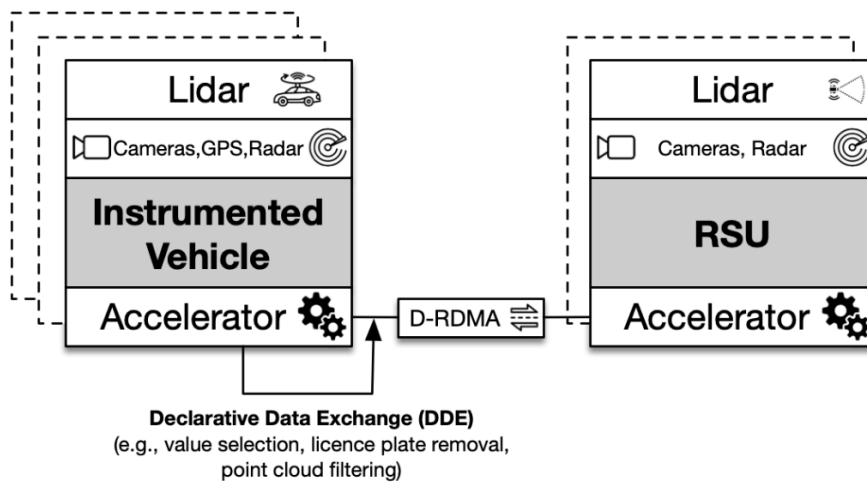 Lidar
Cameras,GPS,Radar
Instrumented
Vehicle
Accelerator
D-RDMA
Lidar
Cameras, Radar
RSU
Accelerator
Declarative Data Exchange (DDE)
(e.g., value selection, licence plate removal,
point cloud filtering)